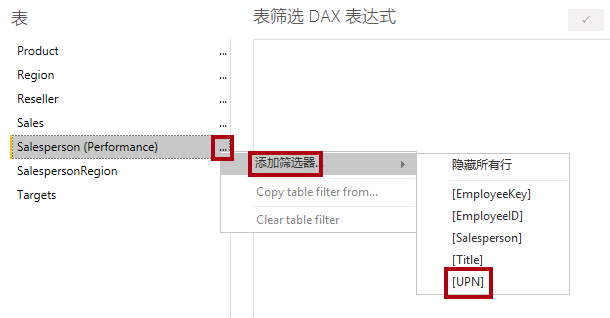 表
表筛选 DAX 表达式
✓
Product ...
Region ...
Reseller ...
Sales ...
Salesperson (Performance) ...
SalespersonRegion
Targets ...
添加筛选器...
Copy table filter from...
Clear table filter
隐藏所有行
[EmployeeKey]
[EmployeeID]
[Salesperson]
[Title]
[UPN]